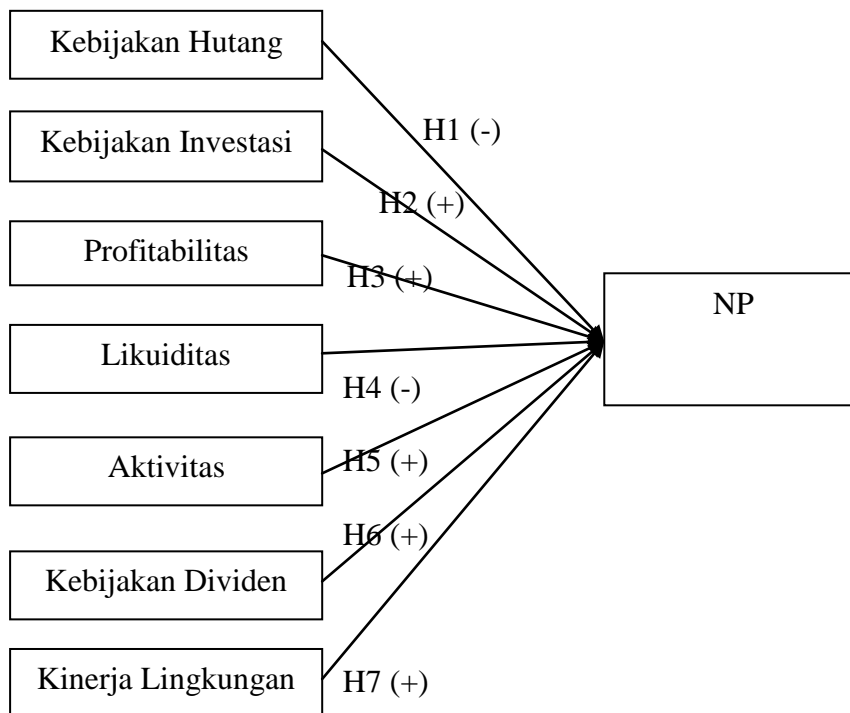 Kebijakan Hutang
H1 (-)
Kebijakan Investasi
H2 (+)
Profitabilitas
H3 (+)
NP
Likuiditas
H4 (-)
Aktivitas
H5 (+)
H6 (+)
Kebijakan Dividen
Kinerja Lingkungan
H7 (+)